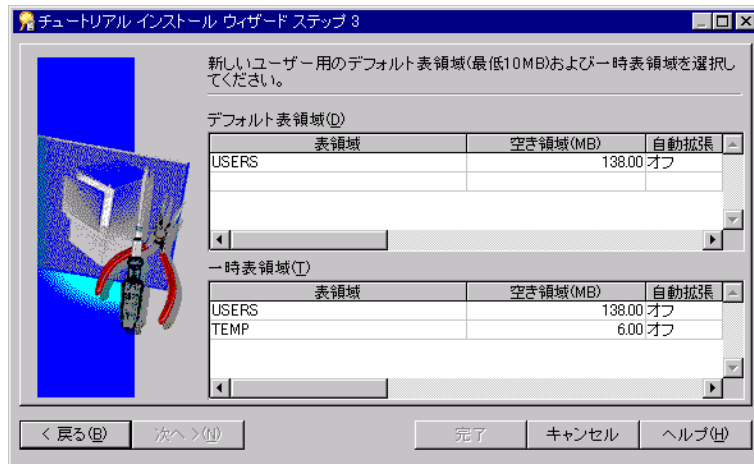 チュートリアル インストール ウィザード ステップ 3
新しいユーザー用のデフォルト表領域(最低10MB)および一時表領域を選択し
てください。
デフォルト表領域(D)
表領域 空き領域(MB) 自動拡張
USERS 138.00 オフ
一時表領域(T)
表領域 空き領域(MB) 自動拡張
USERS 138.00 オフ
TEMP 6.00 オフ
< 戻る(B) 次へ >(N) 完了 キャンセル ヘルプ(H)